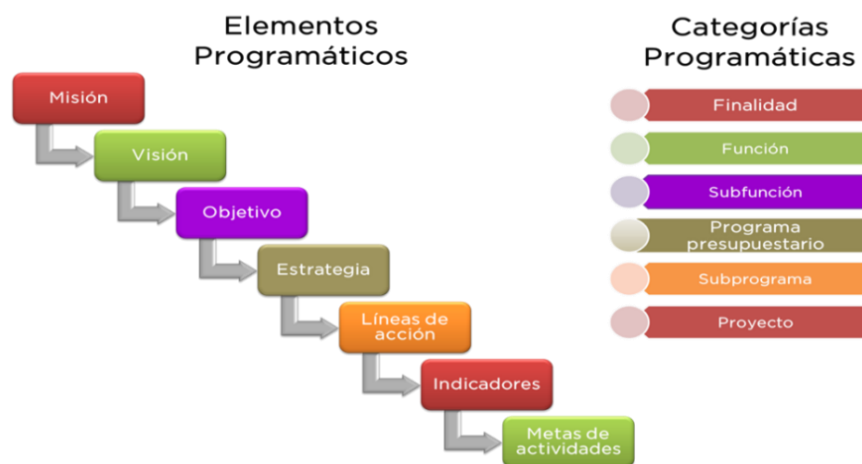 Elementos
Programáticos
Misión
Visión
Objetivo
Estrategia
Líneas de
acción
Indicadores
Metas de
actividades
Categorías
Programáticas
Finalidad
Función
Subfunción
Programa
presupuestario
Subprograma
Proyecto